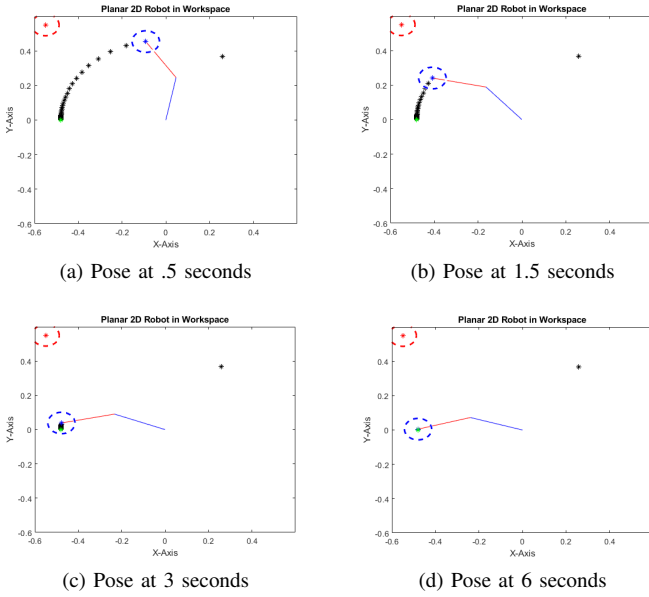 Planar 2D Robot in Workspace
Y-Axis
0.4
0.2
0
-0.2
-0.4
-0.6
-0.6 -0.4 -0.2 0 0.2 0.4
X-Axis
(a) Pose at .5 seconds
Planar 2D Robot in Workspace
Y-Axis
0.4
0.2
0
-0.2
-0.4
-0.6
-0.6 -0.4 -0.2 0 0.2 0.4
X-Axis
(b) Pose at 1.5 seconds
Planar 2D Robot in Workspace
Y-Axis
0.4
0.2
0
-0.2
-0.4
-0.6
-0.6 -0.4 -0.2 0 0.2 0.4
X-Axis
(c) Pose at 3 seconds
Planar 2D Robot in Workspace
Y-Axis
0.4
0.2
0
-0.2
-0.4
-0.6
-0.6 -0.4 -0.2 0 0.2 0.4
X-Axis
(d) Pose at 6 seconds